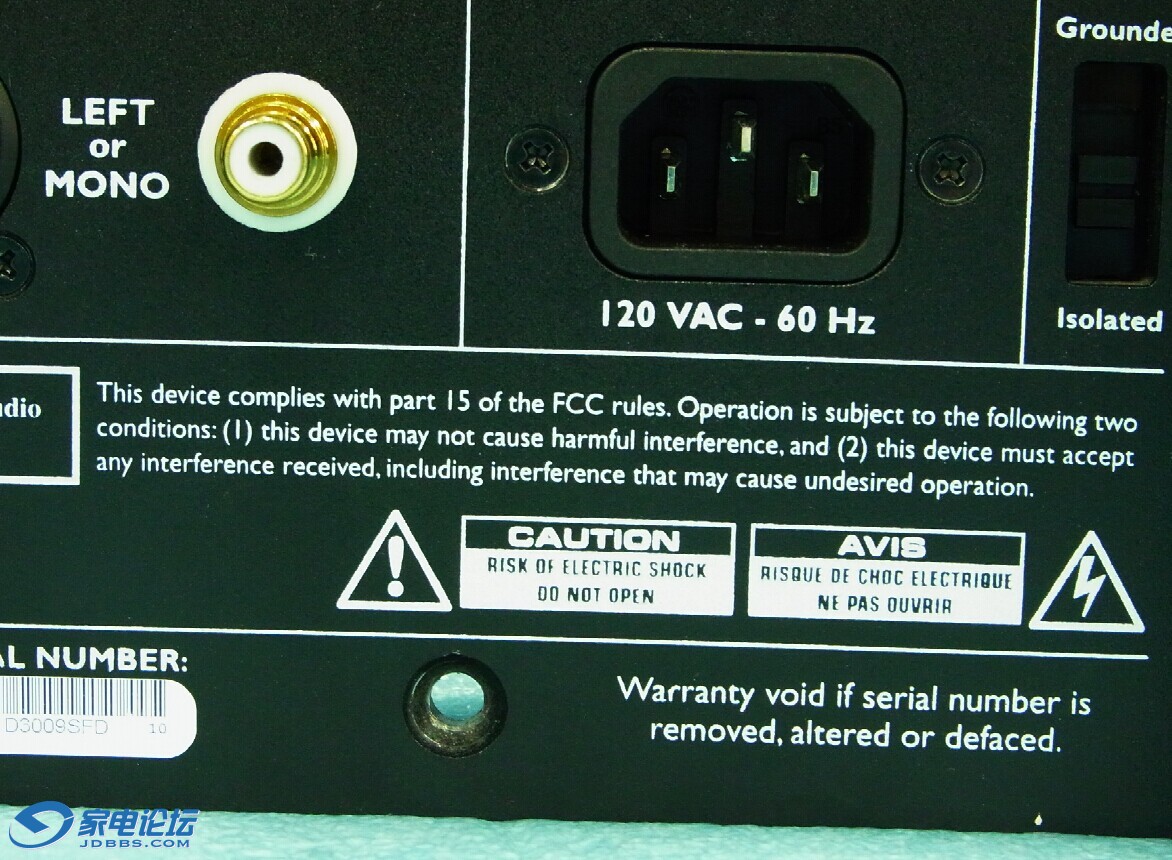 LEFT
or
MONO
120 VAC - 60 Hz
Grounde
Isolated
udio
This device complies with part 15 of the FCC rules. Operation is subject to the following two
conditions: (1) this device may not cause harmful interference, and (2) this device must accept
any interference received, including interference that may cause undesired operation.
CAUTION
RISK OF ELECTRIC SHOCK
DO NOT OPEN
AVIS
RISQUE DE CHOC ELECTRIQUE
NE PAS OUVRIR
AL NUMBER:
D3009SFD 10
Warranty void if serial number is
removed, altered or defaced.
家电论坛
JDBBS.COM